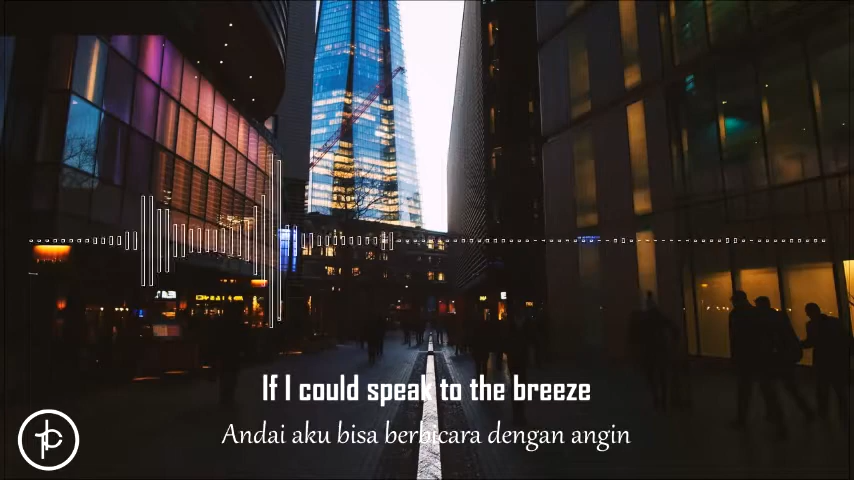 If I could speak to the breeze
Andai aku bisa berbicara dengan angin